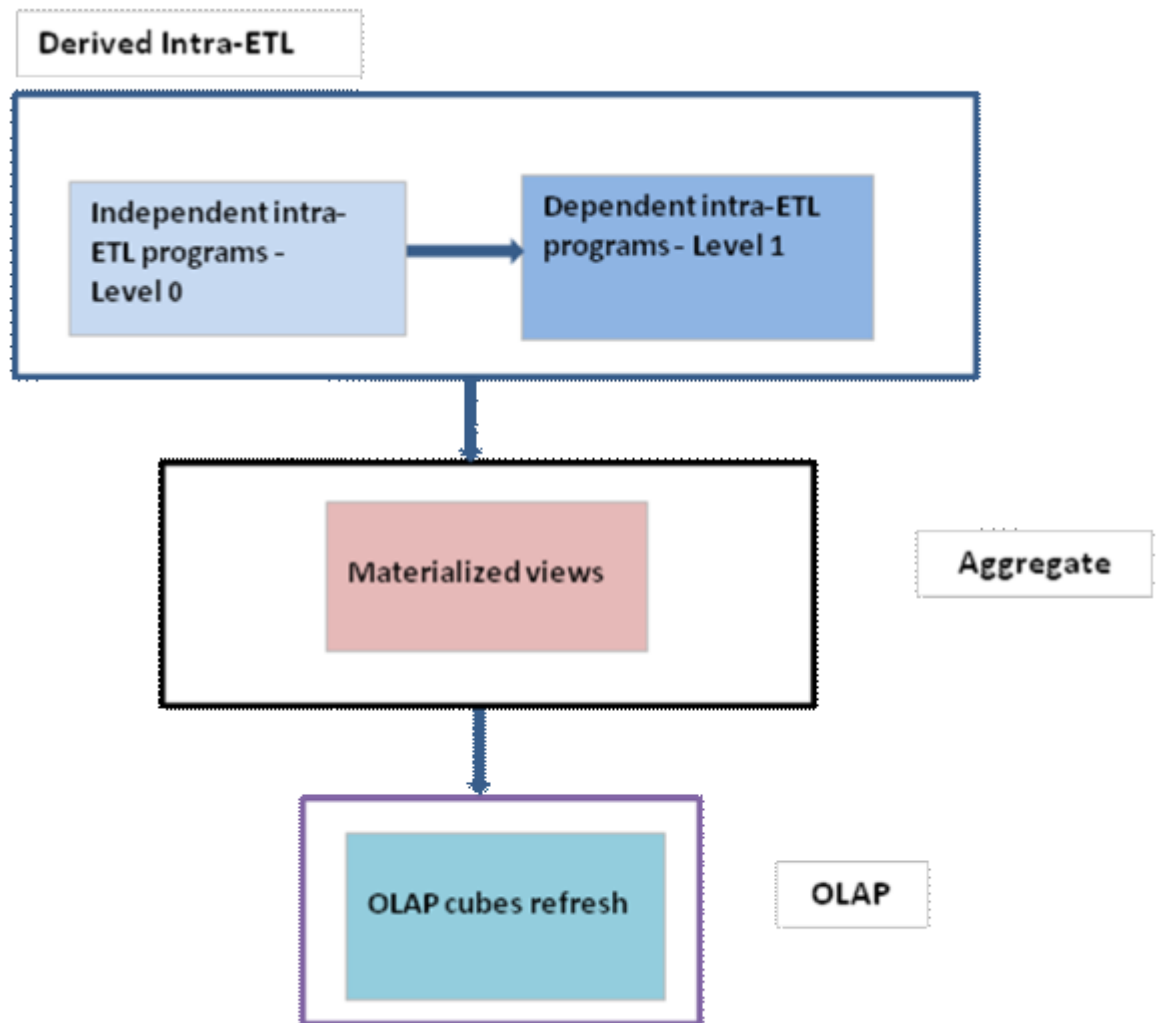 Derived Intra-ETL
Independent intra-
ETL programs -
Level 0
Dependent intra-ETL
programs - Level 1
Materialized views
Aggregate
OLAP cubes refresh
OLAP